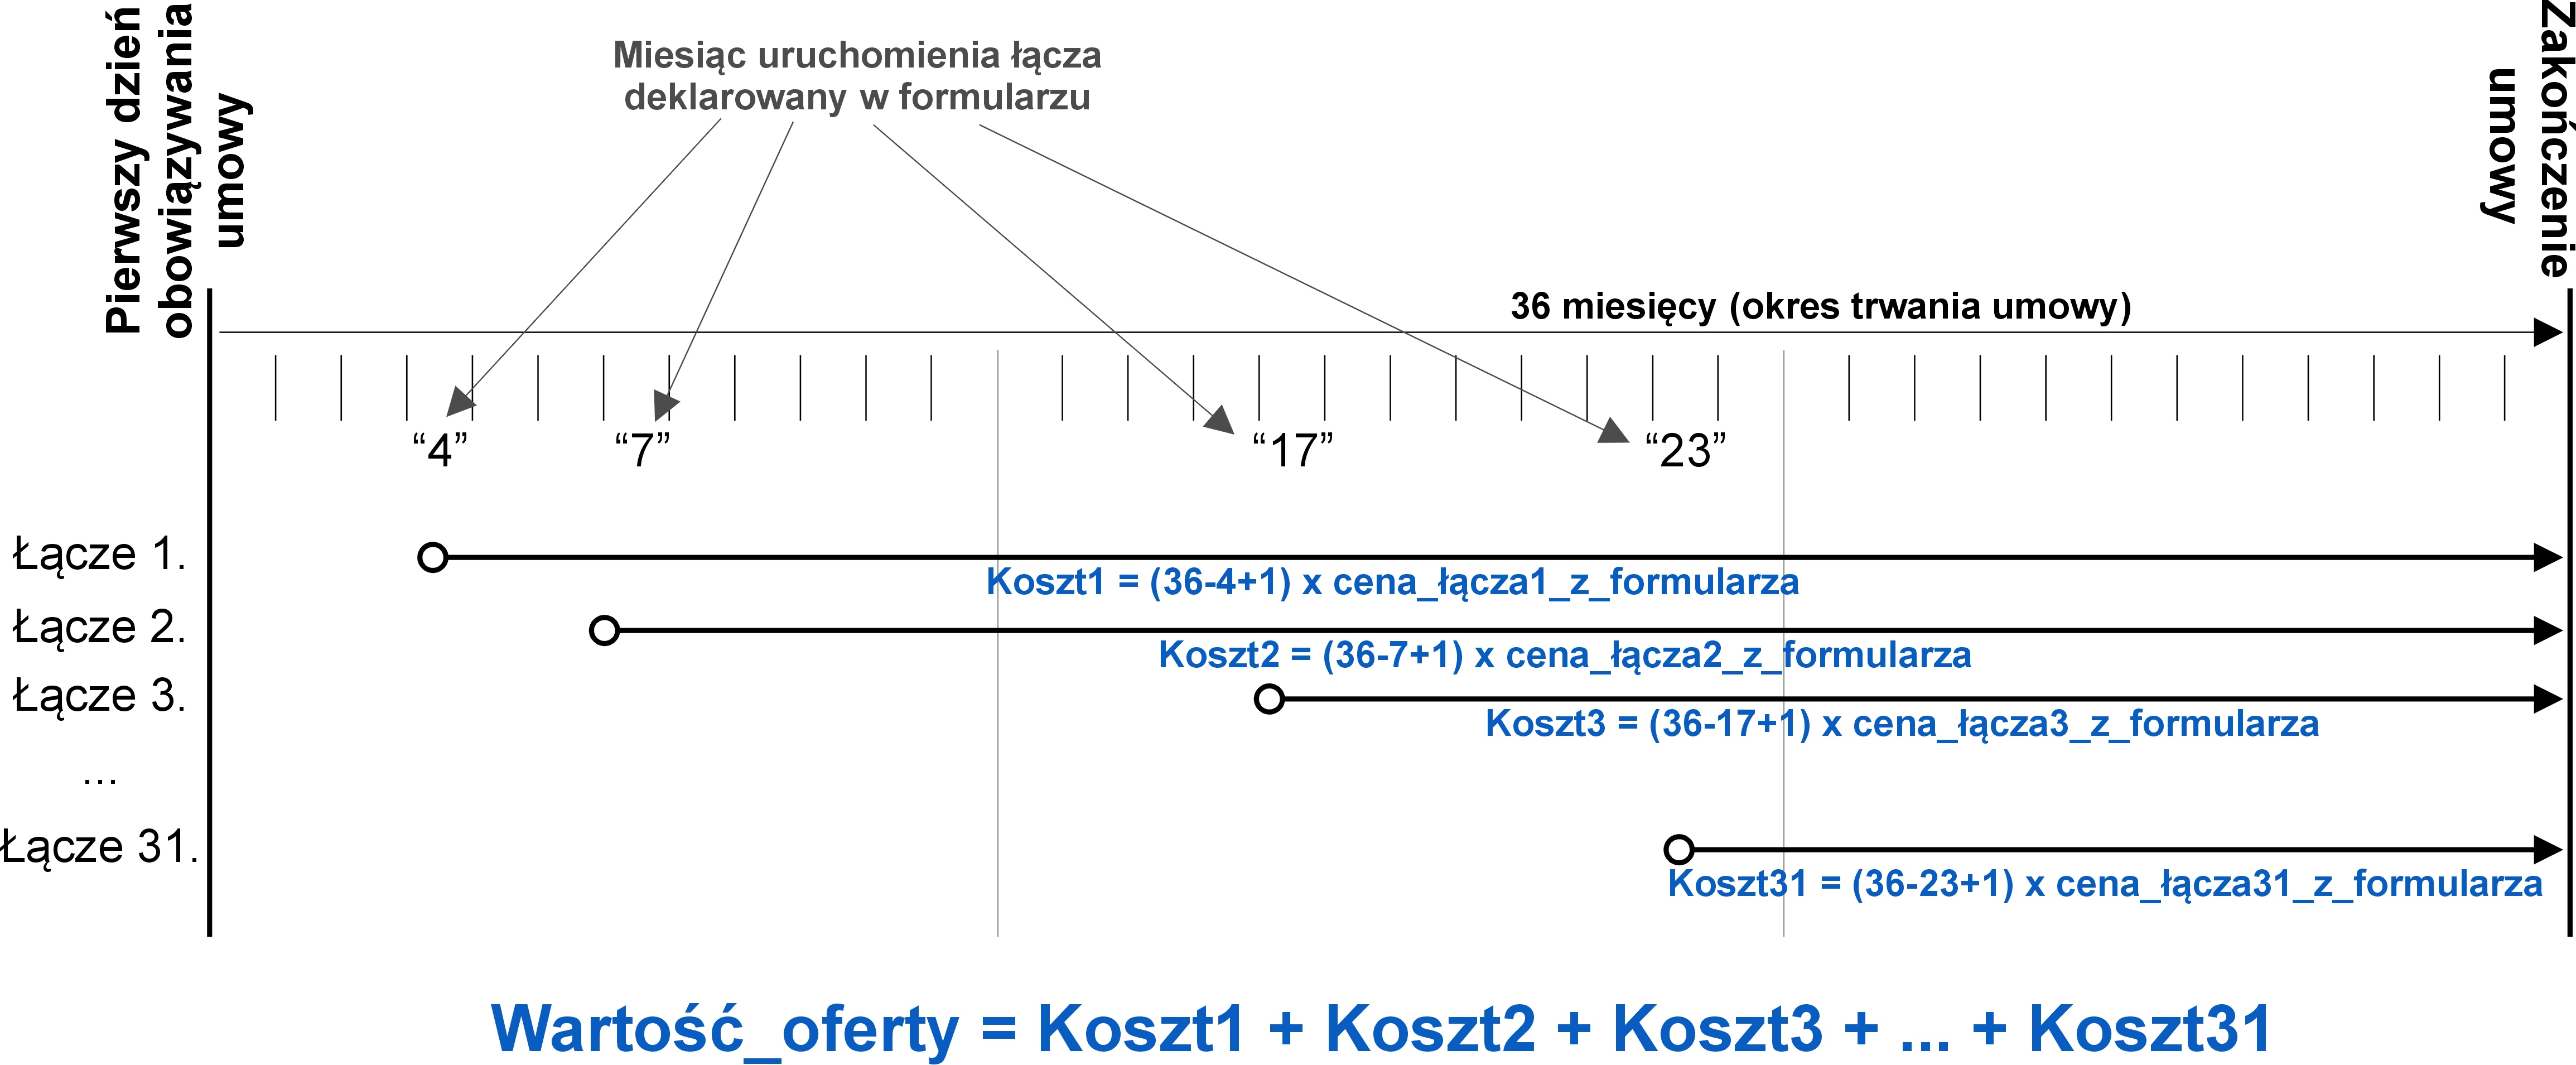 Pierwszy dzień
obowiązywania
umowy
Miesiąc uruchomienia łącza
deklarowany w formularzu
Zakończenie
umowy
36 miesięcy (okres trwania umowy)
“4”
“7”
“17”
“23”
Łącze 1.
Koszt1 = (36-4+1) x cena_łącza1_z_formularza
Łącze 2.
Koszt2 = (36-7+1) x cena_łącza2_z_formularza
Łącze 3.
Koszt3 = (36-17+1) x cena_łącza3_z_formularza
...
Łącze 31.
Koszt31 = (36-23+1) x cena_łącza31_z_formularza
Wartość_oferty = Koszt1 + Koszt2 + Koszt3 + ... + Koszt31